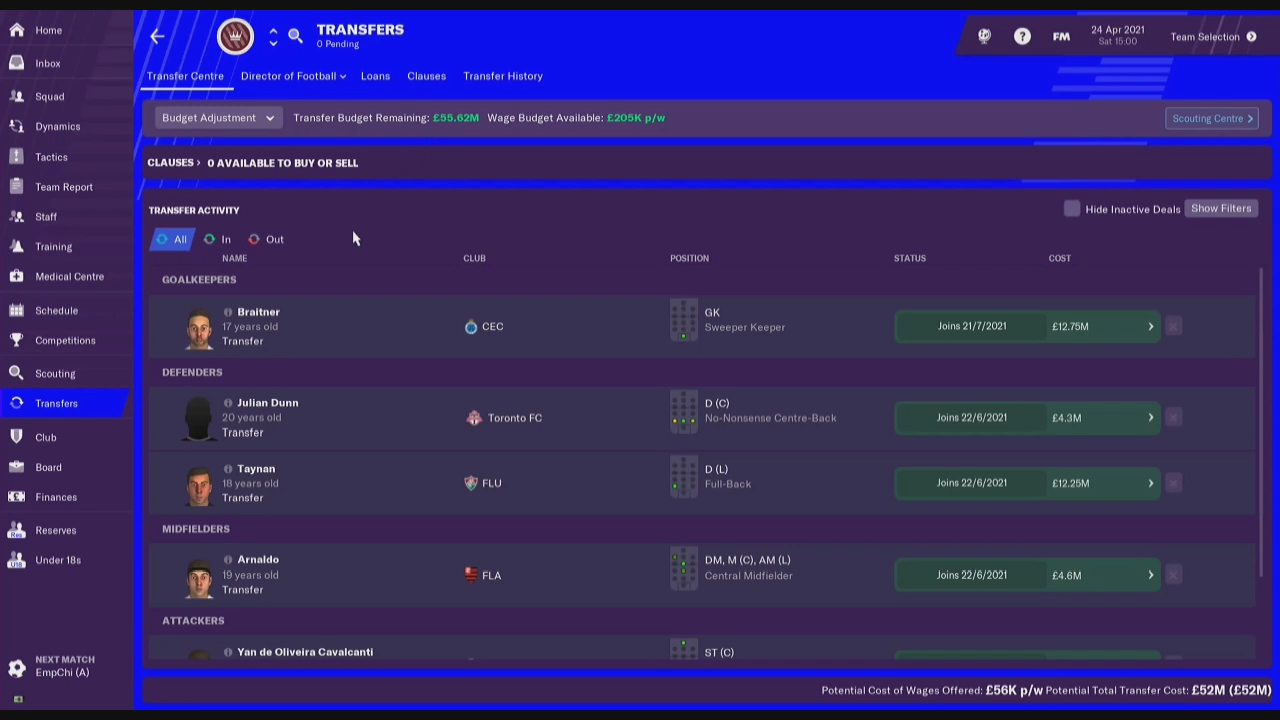 Home
Inbox
Squad
Dynamics
Tactics
Team Report
Staff
Training
Medical Centre
Schedule
Competitions
Scouting
Transfers
Club
Board
Finances
Res
Reserves
U18
Under 18s
NEXT MATCH
EmpChi (A)
TRANSFERS
0 Pending
FM
24 Apr 2021
Sat 15:00
Team Selection
Transfer Centre
Director of Football
Loans
Clauses
Transfer History
Budget Adjustment
Transfer Budget Remaining: £55.62M
Wage Budget Available: £205K p/w
Scouting Centre
CLAUSES › 0 AVAILABLE TO BUY OR SELL
TRANSFER ACTIVITY
Hide Inactive Deals
Show Filters
All
In
Out
NAME
CLUB
POSITION
STATUS
COST
GOALKEEPERS
Braitner
17 years old
Transfer
CEC
GK
Sweeper Keeper
Joins 21/7/2021
£12.75M
DEFENDERS
Julian Dunn
20 years old
Transfer
Toronto FC
D (C)
No-Nonsense Centre-Back
Joins 22/6/2021
£4.3M
Taynan
18 years old
Transfer
FLU
D (L)
Full-Back
Joins 22/6/2021
£12.25M
MIDFIELDERS
Arnaldo
19 years old
Transfer
FLA
DM, M (C), AM (L)
Central Midfielder
Joins 22/6/2021
£4.6M
ATTACKERS
Yan de Oliveira Cavalcanti
ST (C)
Potential Cost of Wages Offered: £56K p/w Potential Total Transfer Cost: £52M (£52M)